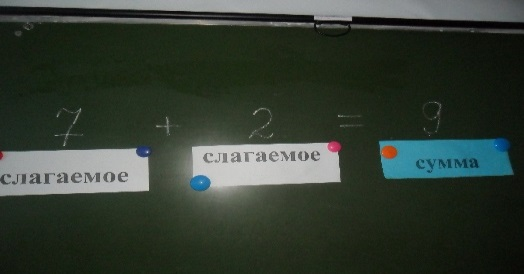 7 + 2 = 9
слагаемое слагаемое сумма